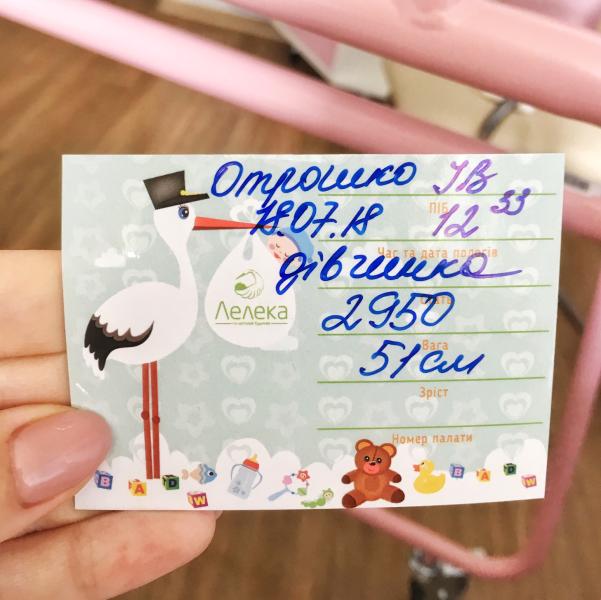 Отрошко ІВ
ПІБ
18.07.18 12 33
Час та дата пологів
дівчинка
Стать
2950
Вага
51 см
Зріст
Номер палати
Лелека
B A D W
B A D W